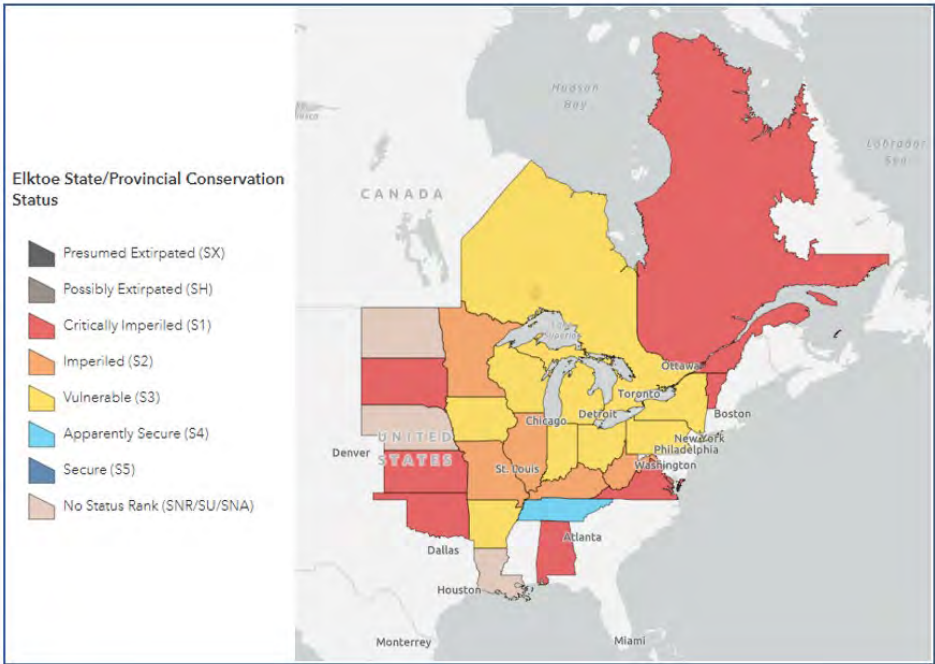 Elktoe State/Provincial Conservation
Status
Presumed Extirpated (SX)
Possibly Extirpated (SH)
Critically Imperiled (S1)
Imperiled (S2)
Vulnerable (S3)
Apparently Secure (S4)
Secure (S5)
No Status Rank (SNR/SU/SNA)
Hudson
Bay
Labrador
Sea
CANADA
Superior
Ottawa
Toronto
Boston
Chicago
Detroit
New York
Philadelphia
Denver
UNITED
STATES
St. Louis
Washington
Dallas
Atlanta
Houston
Monterrey
Miami